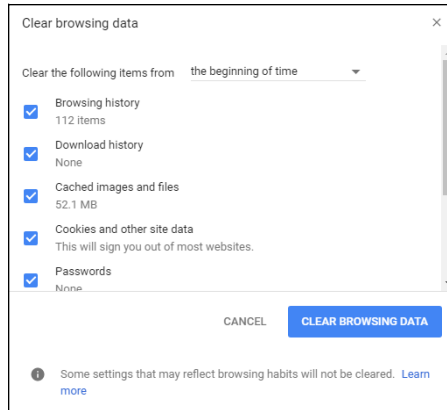 Clear browsing data
Clear the following items from the beginning of time
Browsing history
112 items
Download history
None
Cached images and files
52.1 MB
Cookies and other site data
This will sign you out of most websites.
Passwords
None
CANCEL CLEAR BROWSING DATA
Some settings that may reflect browsing habits will not be cleared. Learn
more